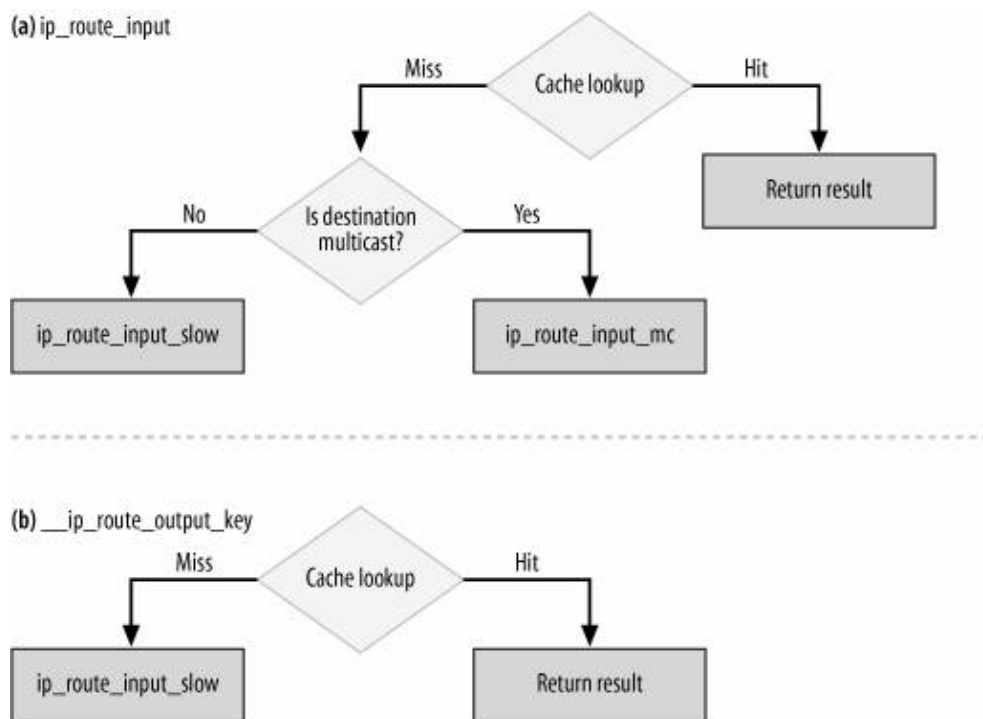 (a) ip_route_input
Miss
Cache lookup
Hit
Return result
No
Is destination
multicast?
Yes
ip_route_input_slow
ip_route_input_mc
(b) __ip_route_output_key
Miss
Cache lookup
Hit
ip_route_input_slow
Return result